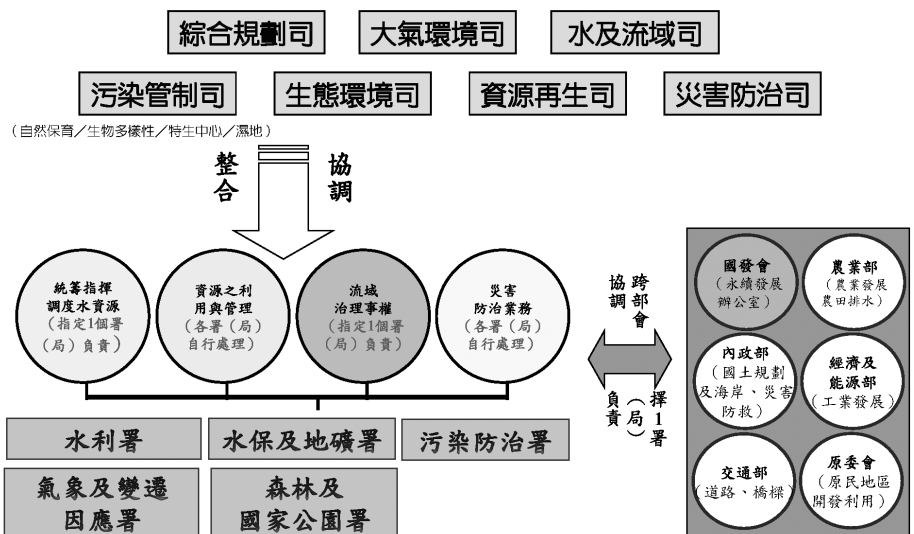 綜合規劃司
大氣環境司
水及流域司
污染管制司
生態環境司
資源再生司
災害防治司
（自然保育／生物多樣性／特生中心／濕地）
整合
協調
統籌指揮
調度水資源
（指定1個署
（局）負責）
資源之利
用與管理
（各署（局）
自行處理）
流域
治理事權
（指定1個署
（局）負責）
災害
防治業務
（各署（局）
自行處理）
水利署
水保及地礦署
污染防治署
氣象及變遷
因應署
森林及
國家公園署
跨部會
協調
擇1署
（局）
負責
國發會
（永續發展
辦公室）
農業部
（農業發展
農田排水）
內政部
（國土規劃
及海岸、災害
防救）
經濟及
能源部
（工業發展）
交通部
（道路、橋樑）
原委會
（原民地區
開發利用）